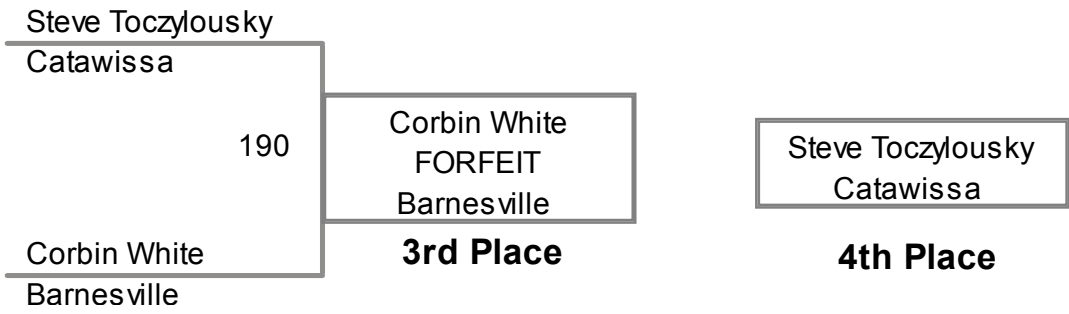 Steve Toczylousky
Catawissa
190
Corbin White
FORFEIT
Barnesville
3rd Place
Steve Toczylousky
Catawissa
4th Place
Corbin White
Barnesville